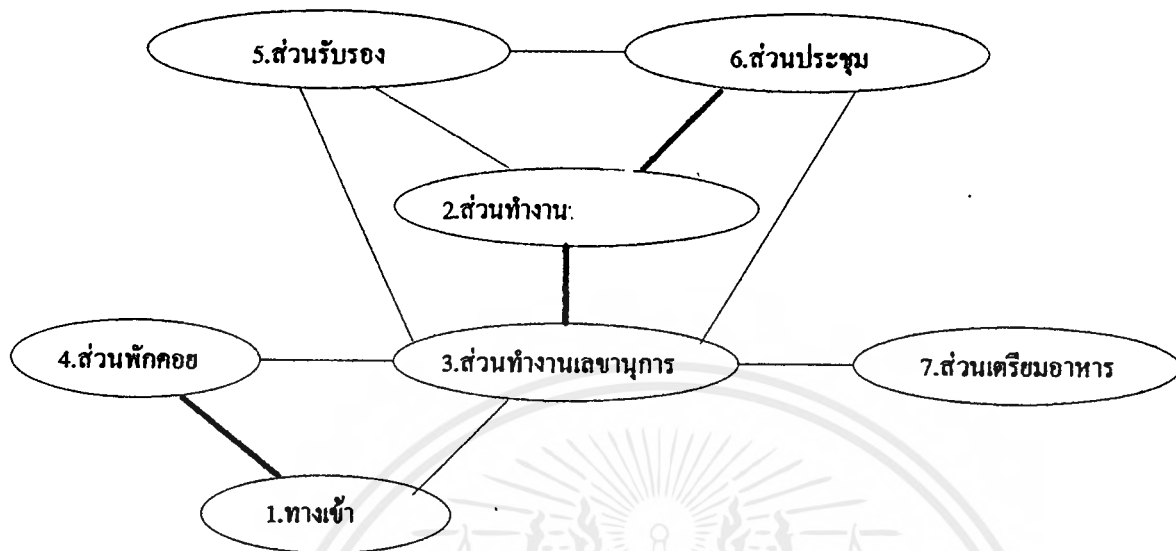 5.ส่วนรับรอง
6.ส่วนประชุม
2.ส่วนทำงาน:
4.ส่วนพักคอย
3.ส่วนทำงานเลขานุการ
7.ส่วนเตรียมอาหาร
1.ทางเข้า